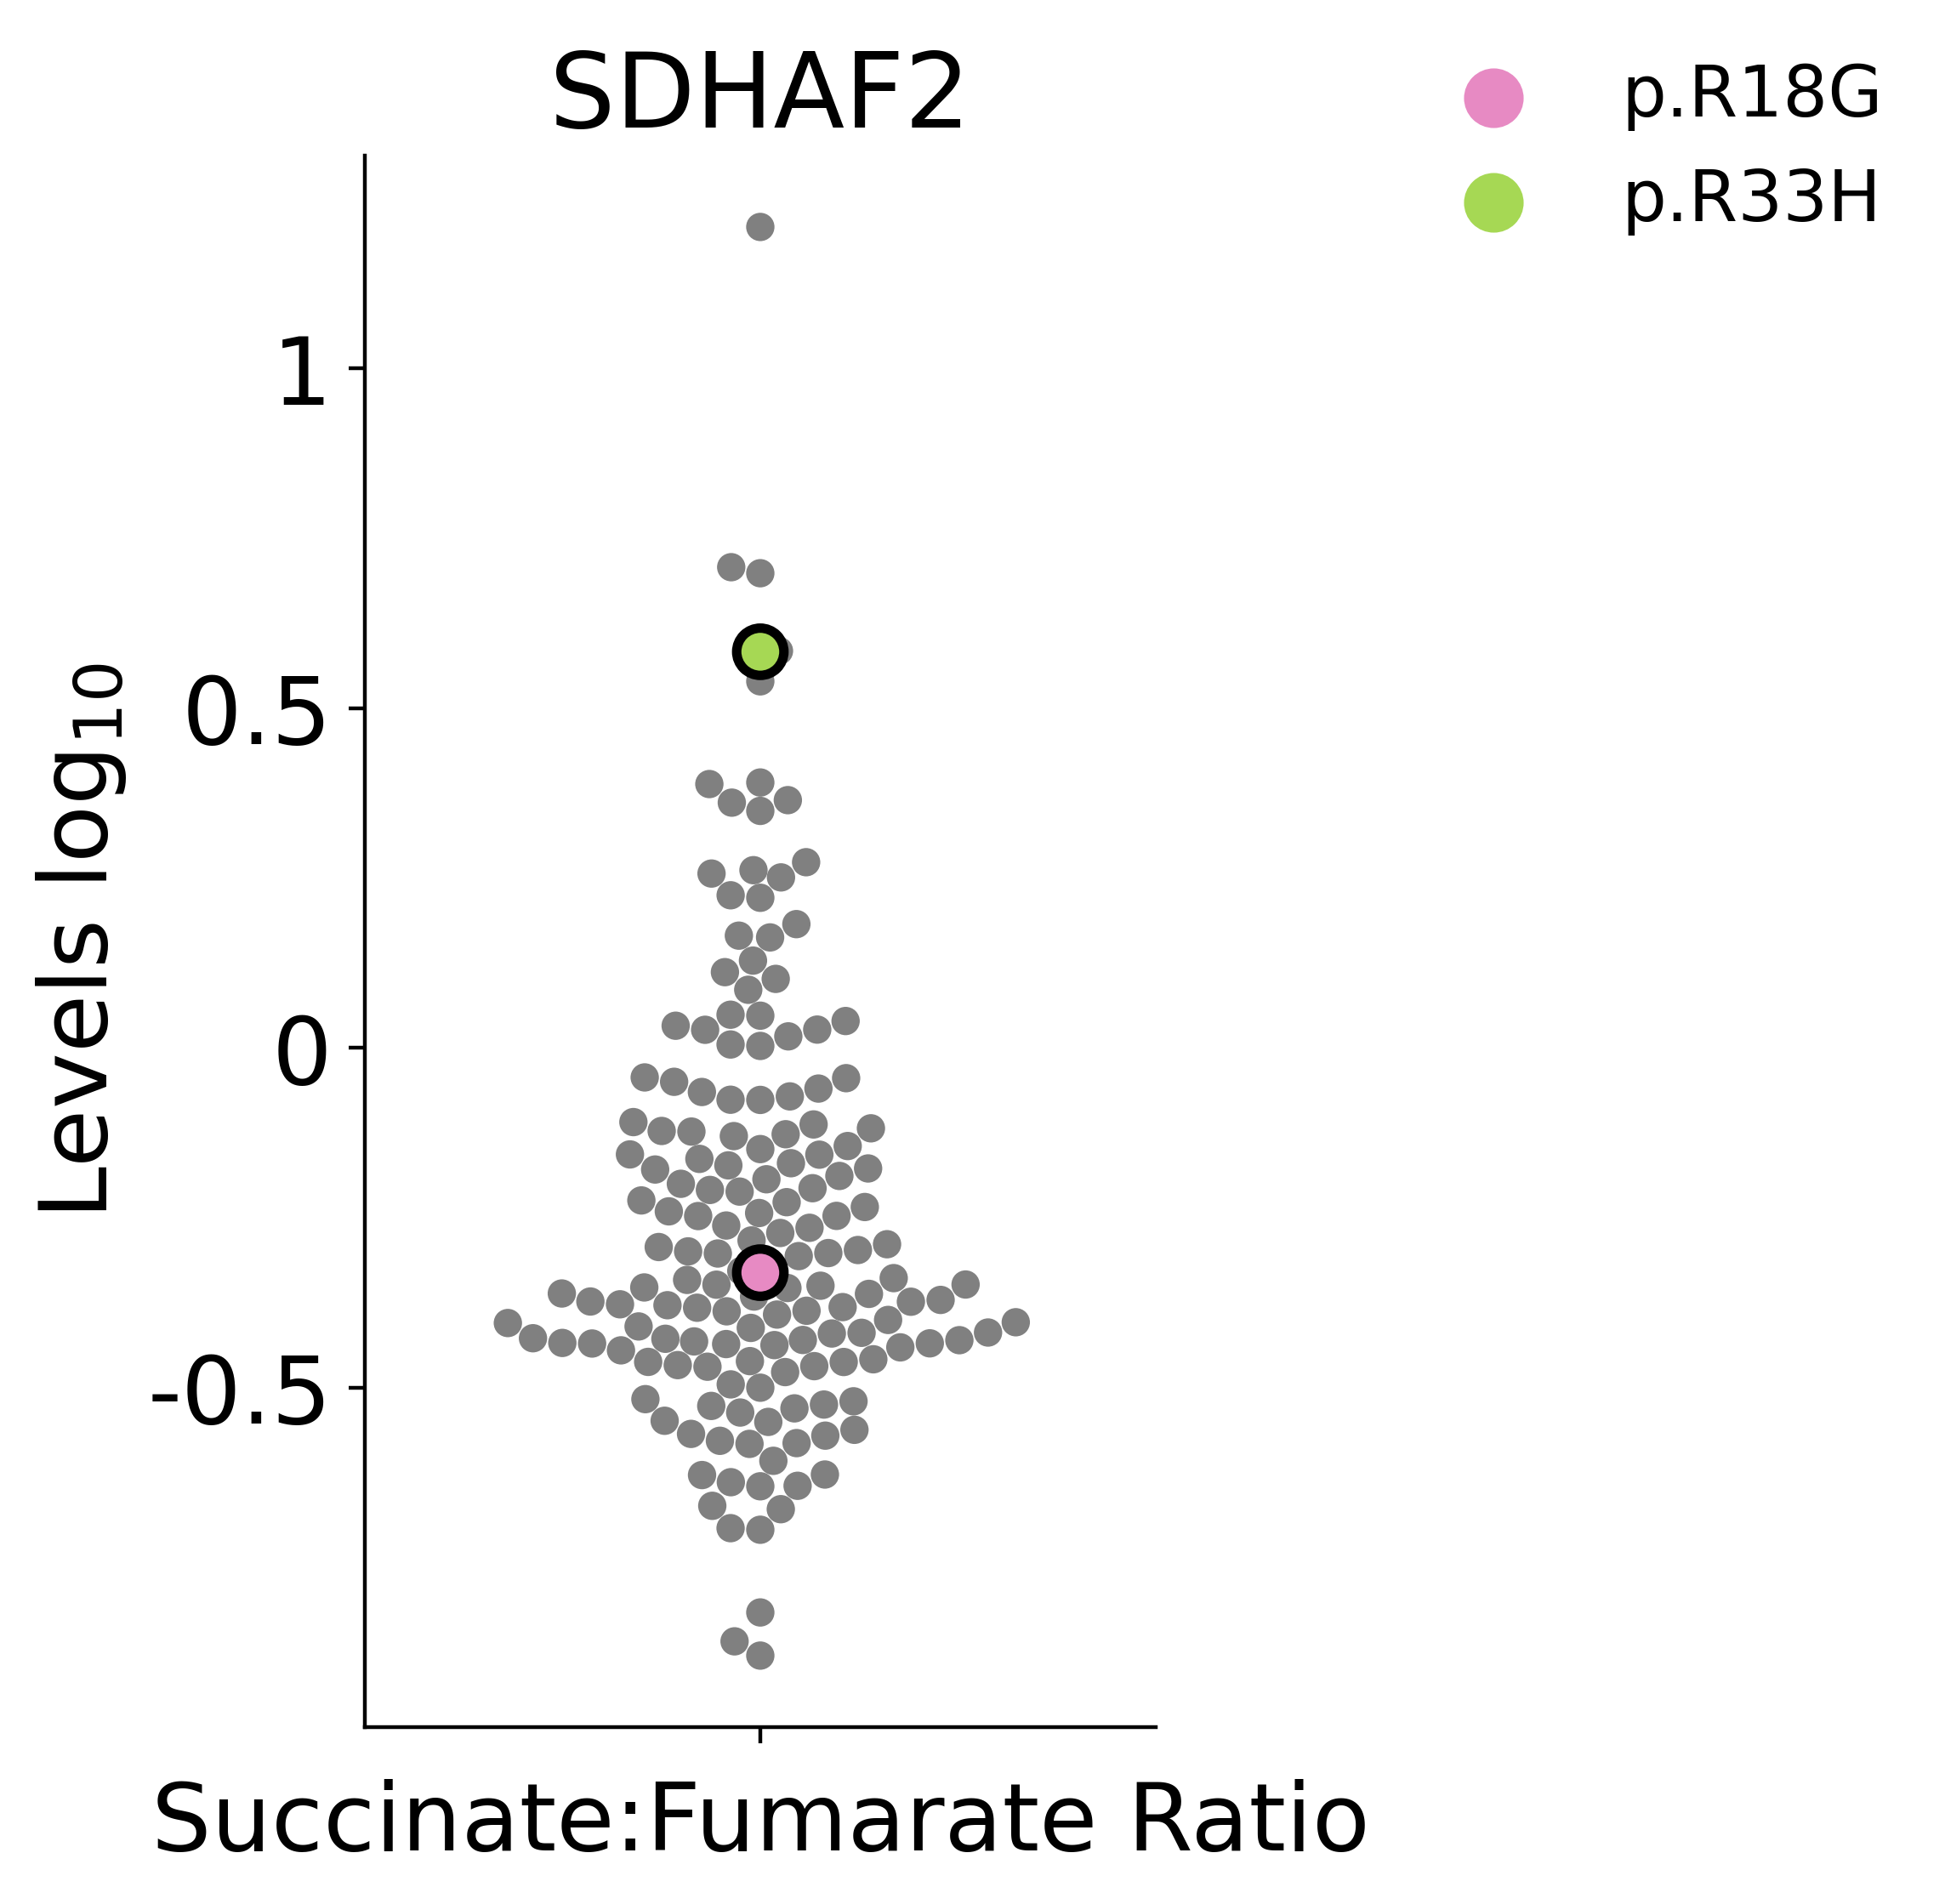 SDHAF2
p.R18G
p.R33H
1
0.5
0
-0.5
Levels log10
Succinate:Fumarate Ratio